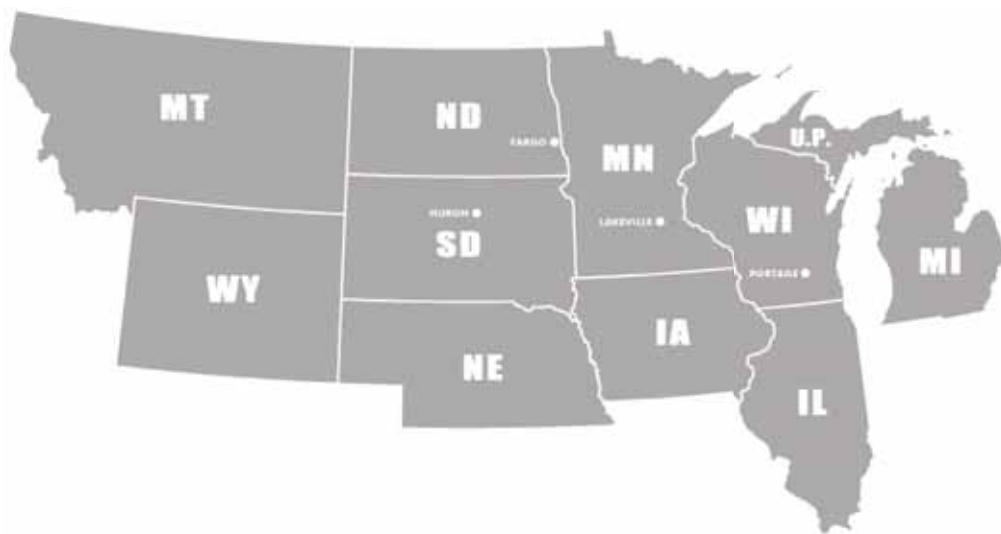 MT
ND
FARGO
MN
U.P.
HURON
SD
LAKEVILLE
WI
PORTAGE
MI
WY
NE
IA
IL